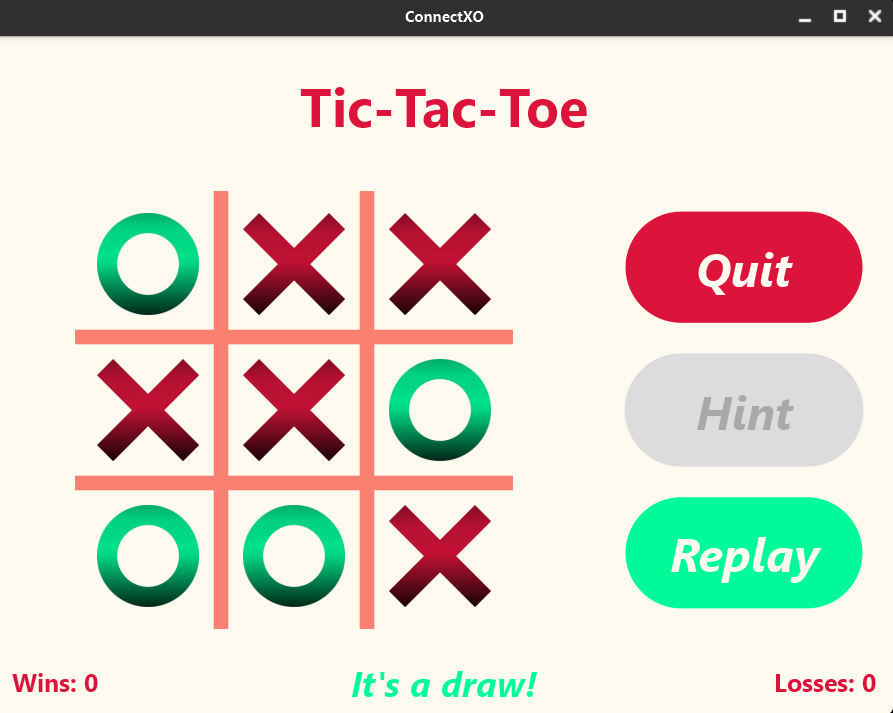 ConnectXO
Tic-Tac-Toe
Quit
Hint
Replay
Wins: 0
It's a draw!
Losses: 0